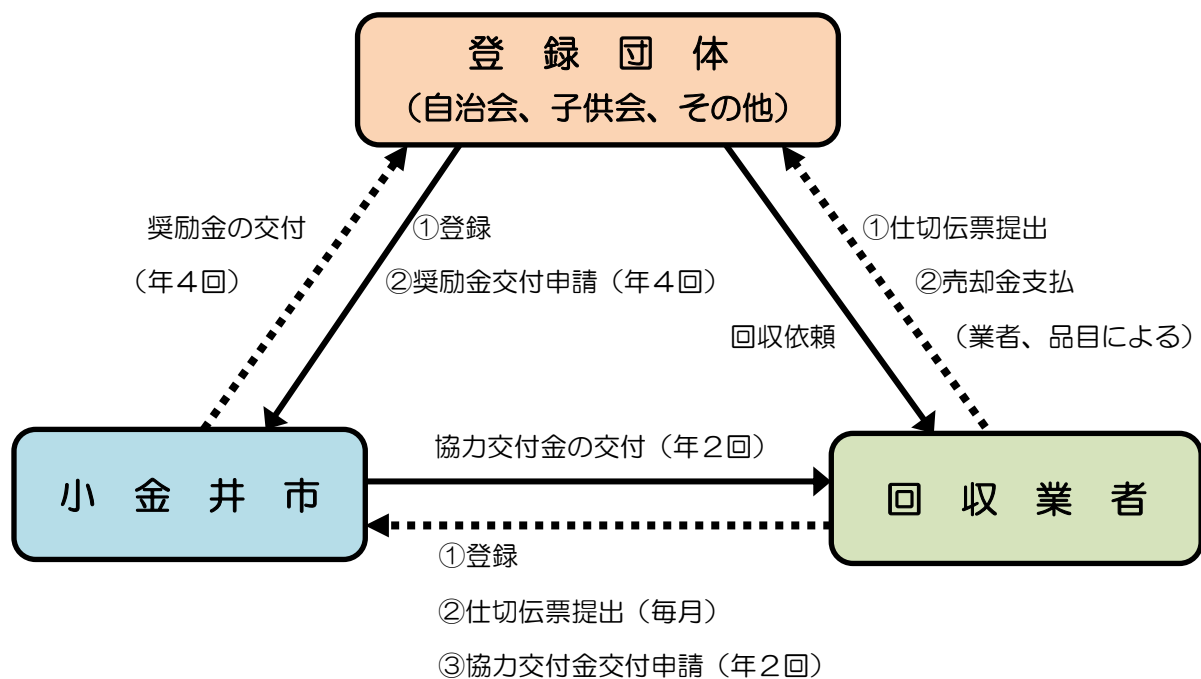 登録団体
（自治会、子供会、その他）
奨励金の交付
（年４回）
①登録
②奨励金交付申請（年４回）
①仕切伝票提出
②売却金支払
（業者、品目による）
回収依頼
小金井市
協力交付金の交付（年２回）
回収業者
①登録
②仕切伝票提出（毎月）
③協力交付金交付申請（年２回）